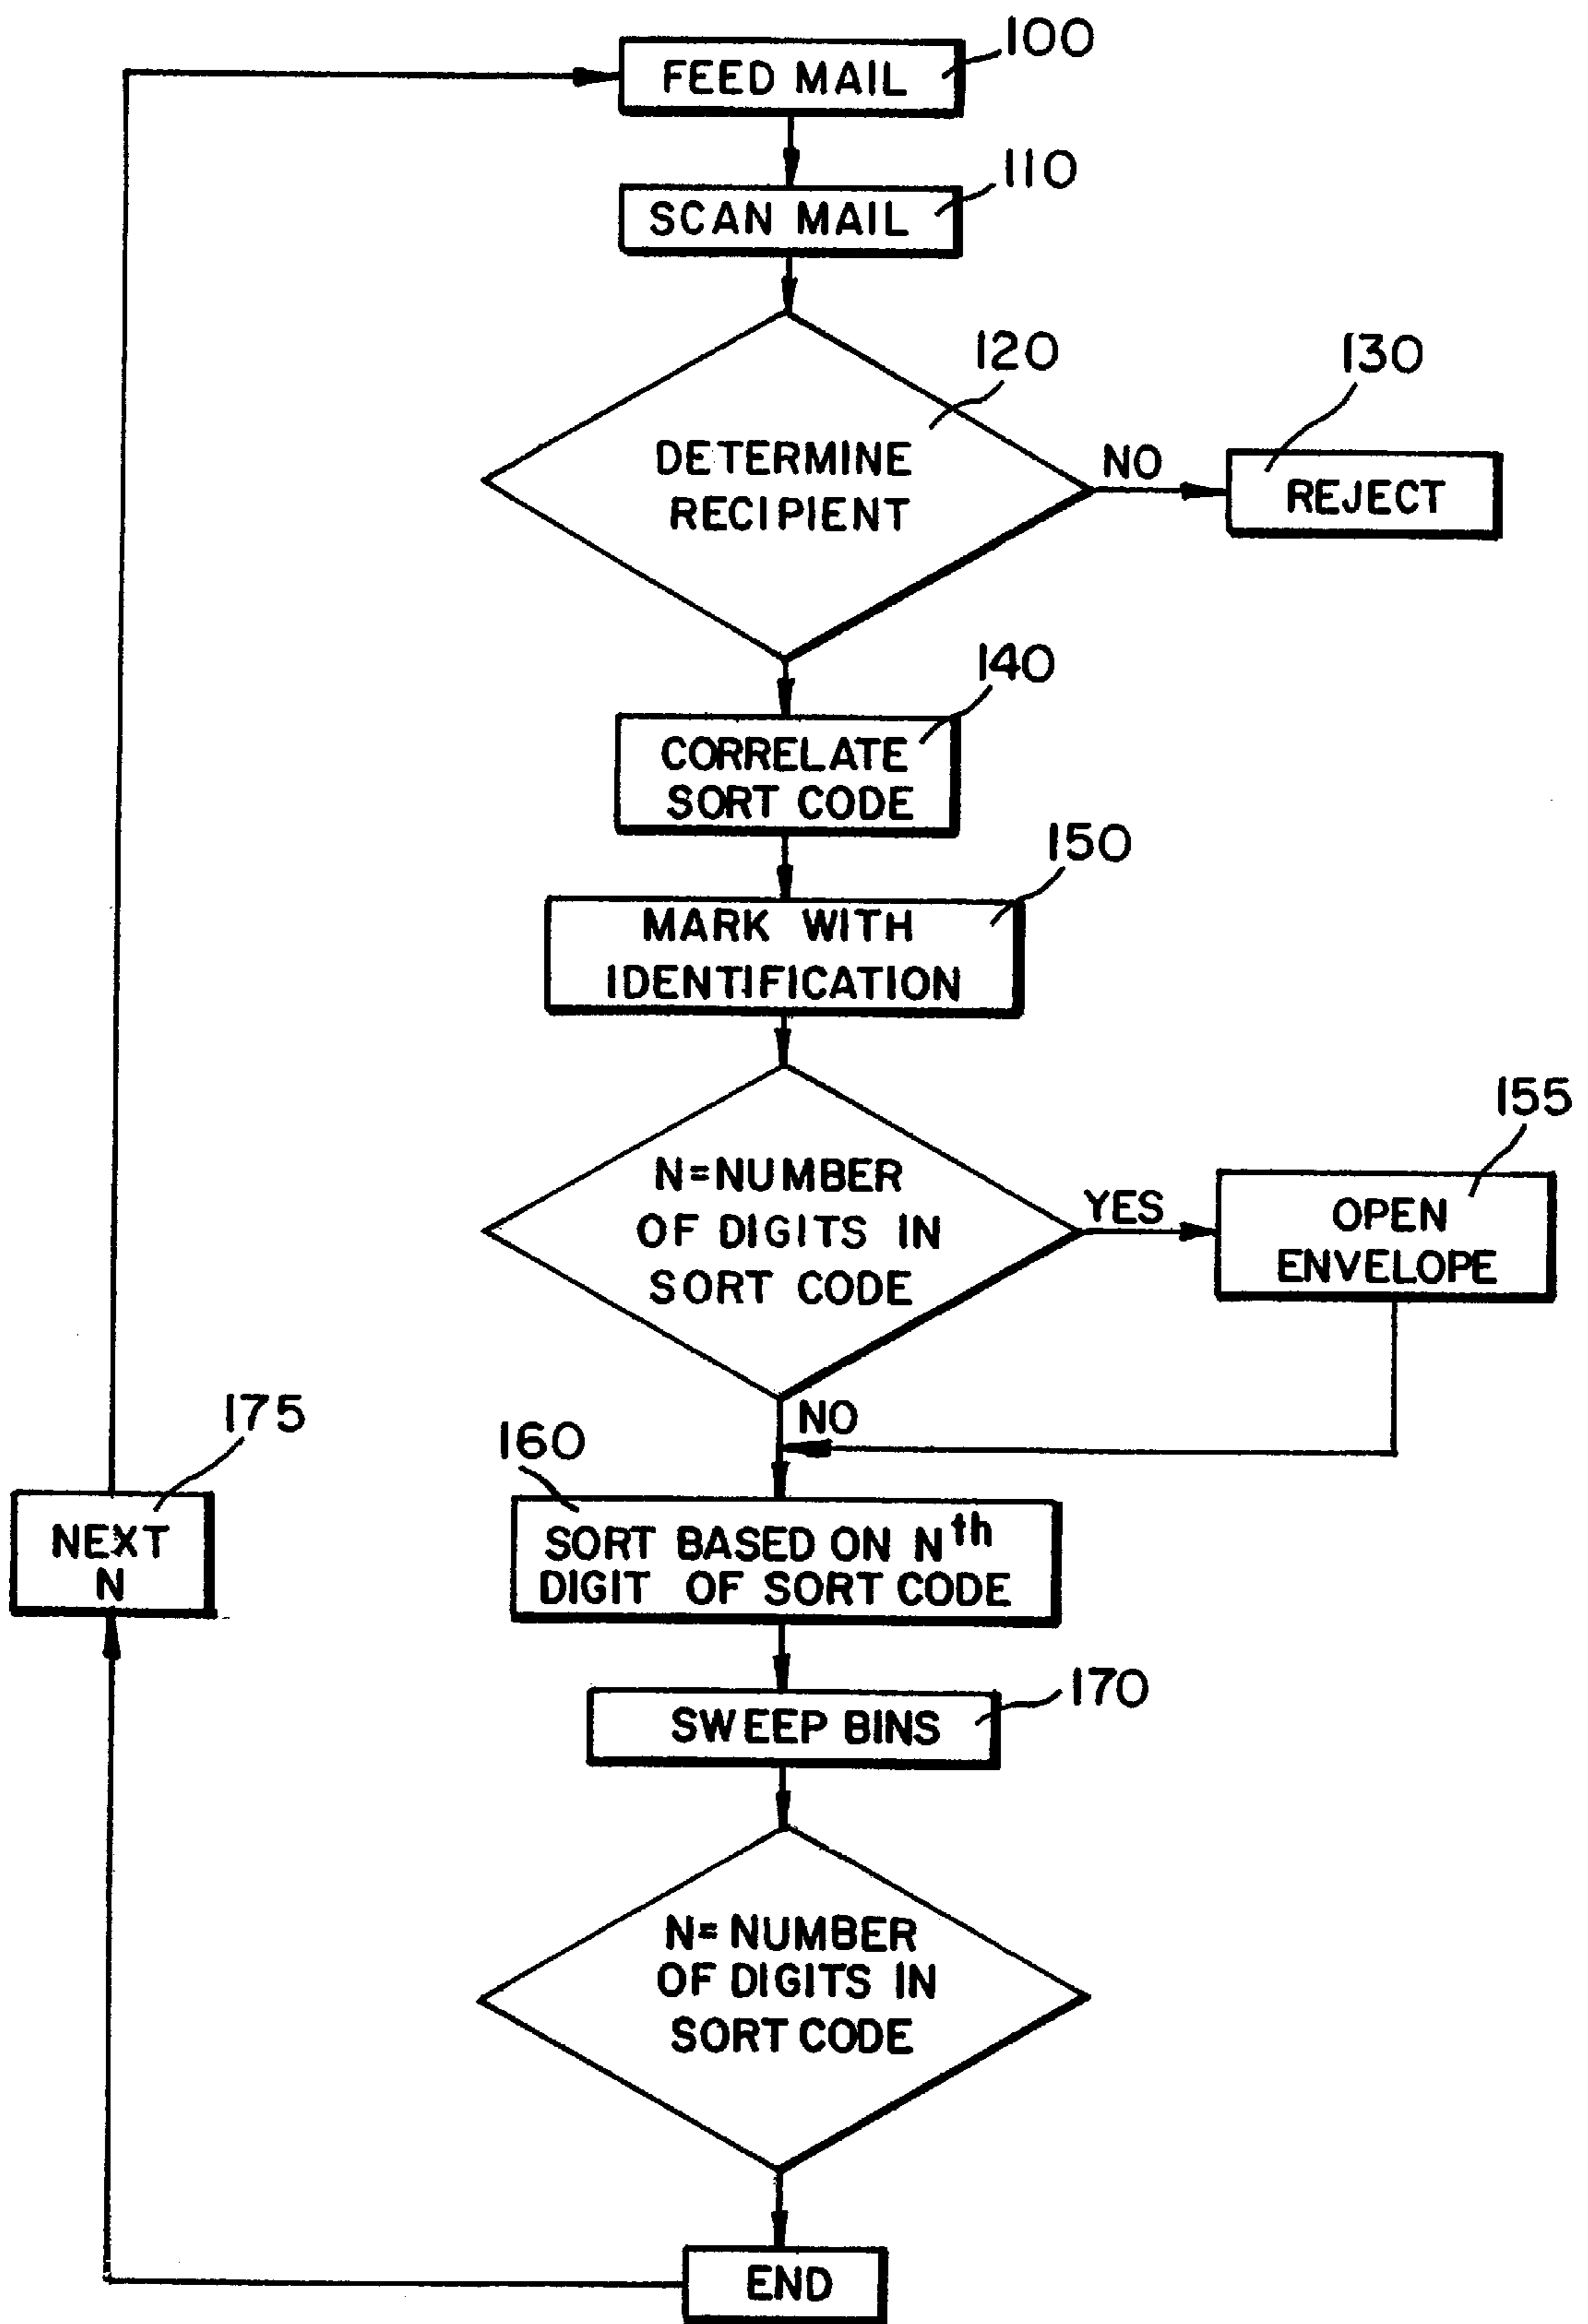 100
FEED MAIL
110
SCAN MAIL
120
DETERMINE
RECIPIENT
NO
130
REJECT
140
CORRELATE
SORT CODE
150
MARK WITH
IDENTIFICATION
N=NUMBER
OF DIGITS IN
SORT CODE
YES
155
OPEN
ENVELOPE
NO
160
SORT BASED ON Nth
DIGIT OF SORT CODE
170
SWEEP BINS
N=NUMBER
OF DIGITS IN
SORT CODE
END
175
NEXT
N